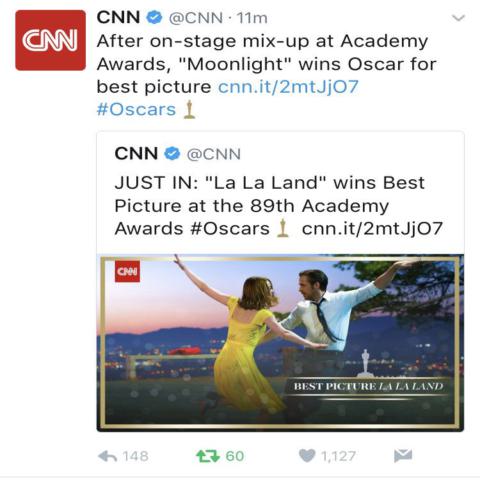 CNN @CNN · 11m
CNN
After on-stage mix-up at Academy
Awards, "Moonlight" wins Oscar for
best picture cnn.it/2mtJjO7
#Oscars
CNN @CNN
JUST IN: "La La Land" wins Best
Picture at the 89th Academy
Awards #Oscars cnn.it/2mtJjO7
CNN
BEST PICTURE LA LA LAND
148 60 1,127